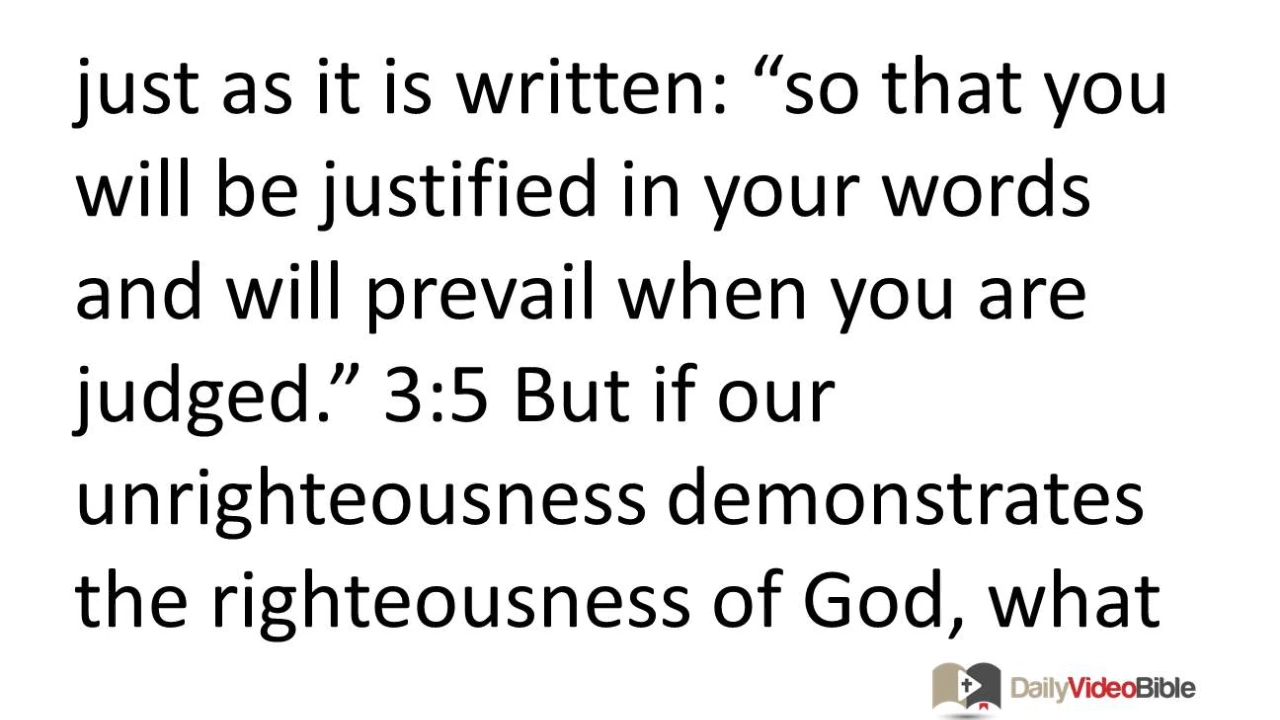 just as it is written: “so that you
will be justified in your words
and will prevail when you are
judged.” 3:5 But if our
unrighteousness demonstrates
the righteousness of God, what
DailyVideoBible